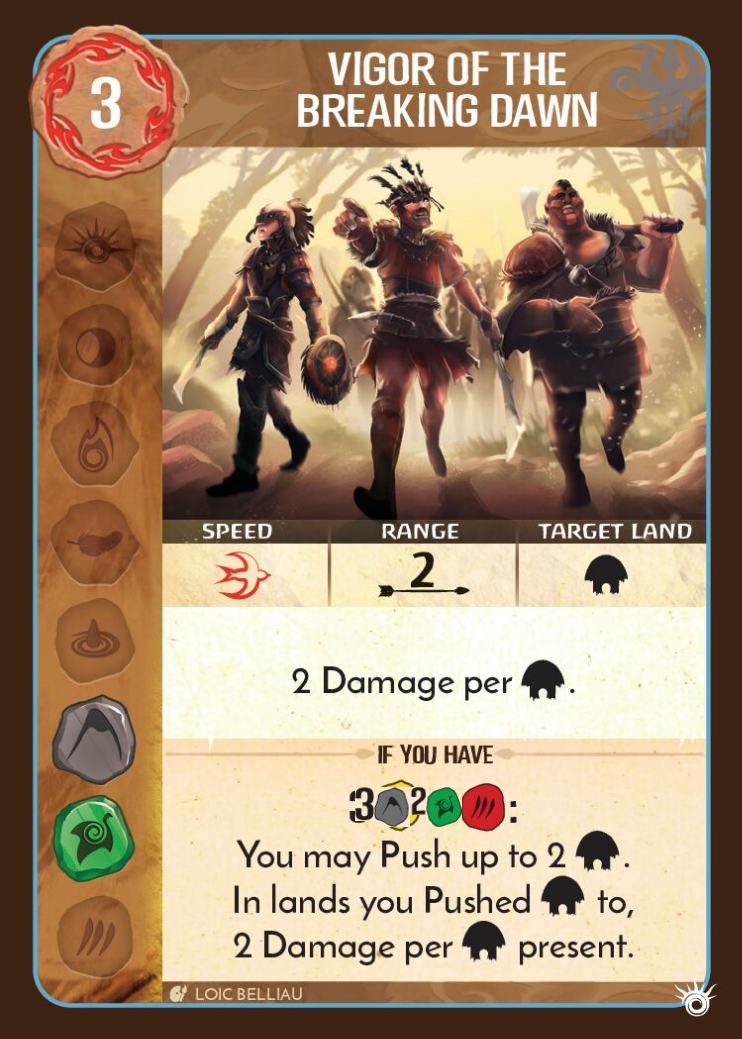 3
VIGOR OF THE
BREAKING DAWN
SPEED RANGE TARGET LAND
2
2 Damage per .
IF YOU HAVE
3 2 :
You may Push up to 2 .
In lands you Pushed to,
2 Damage per present.
LOIC BELLIAU